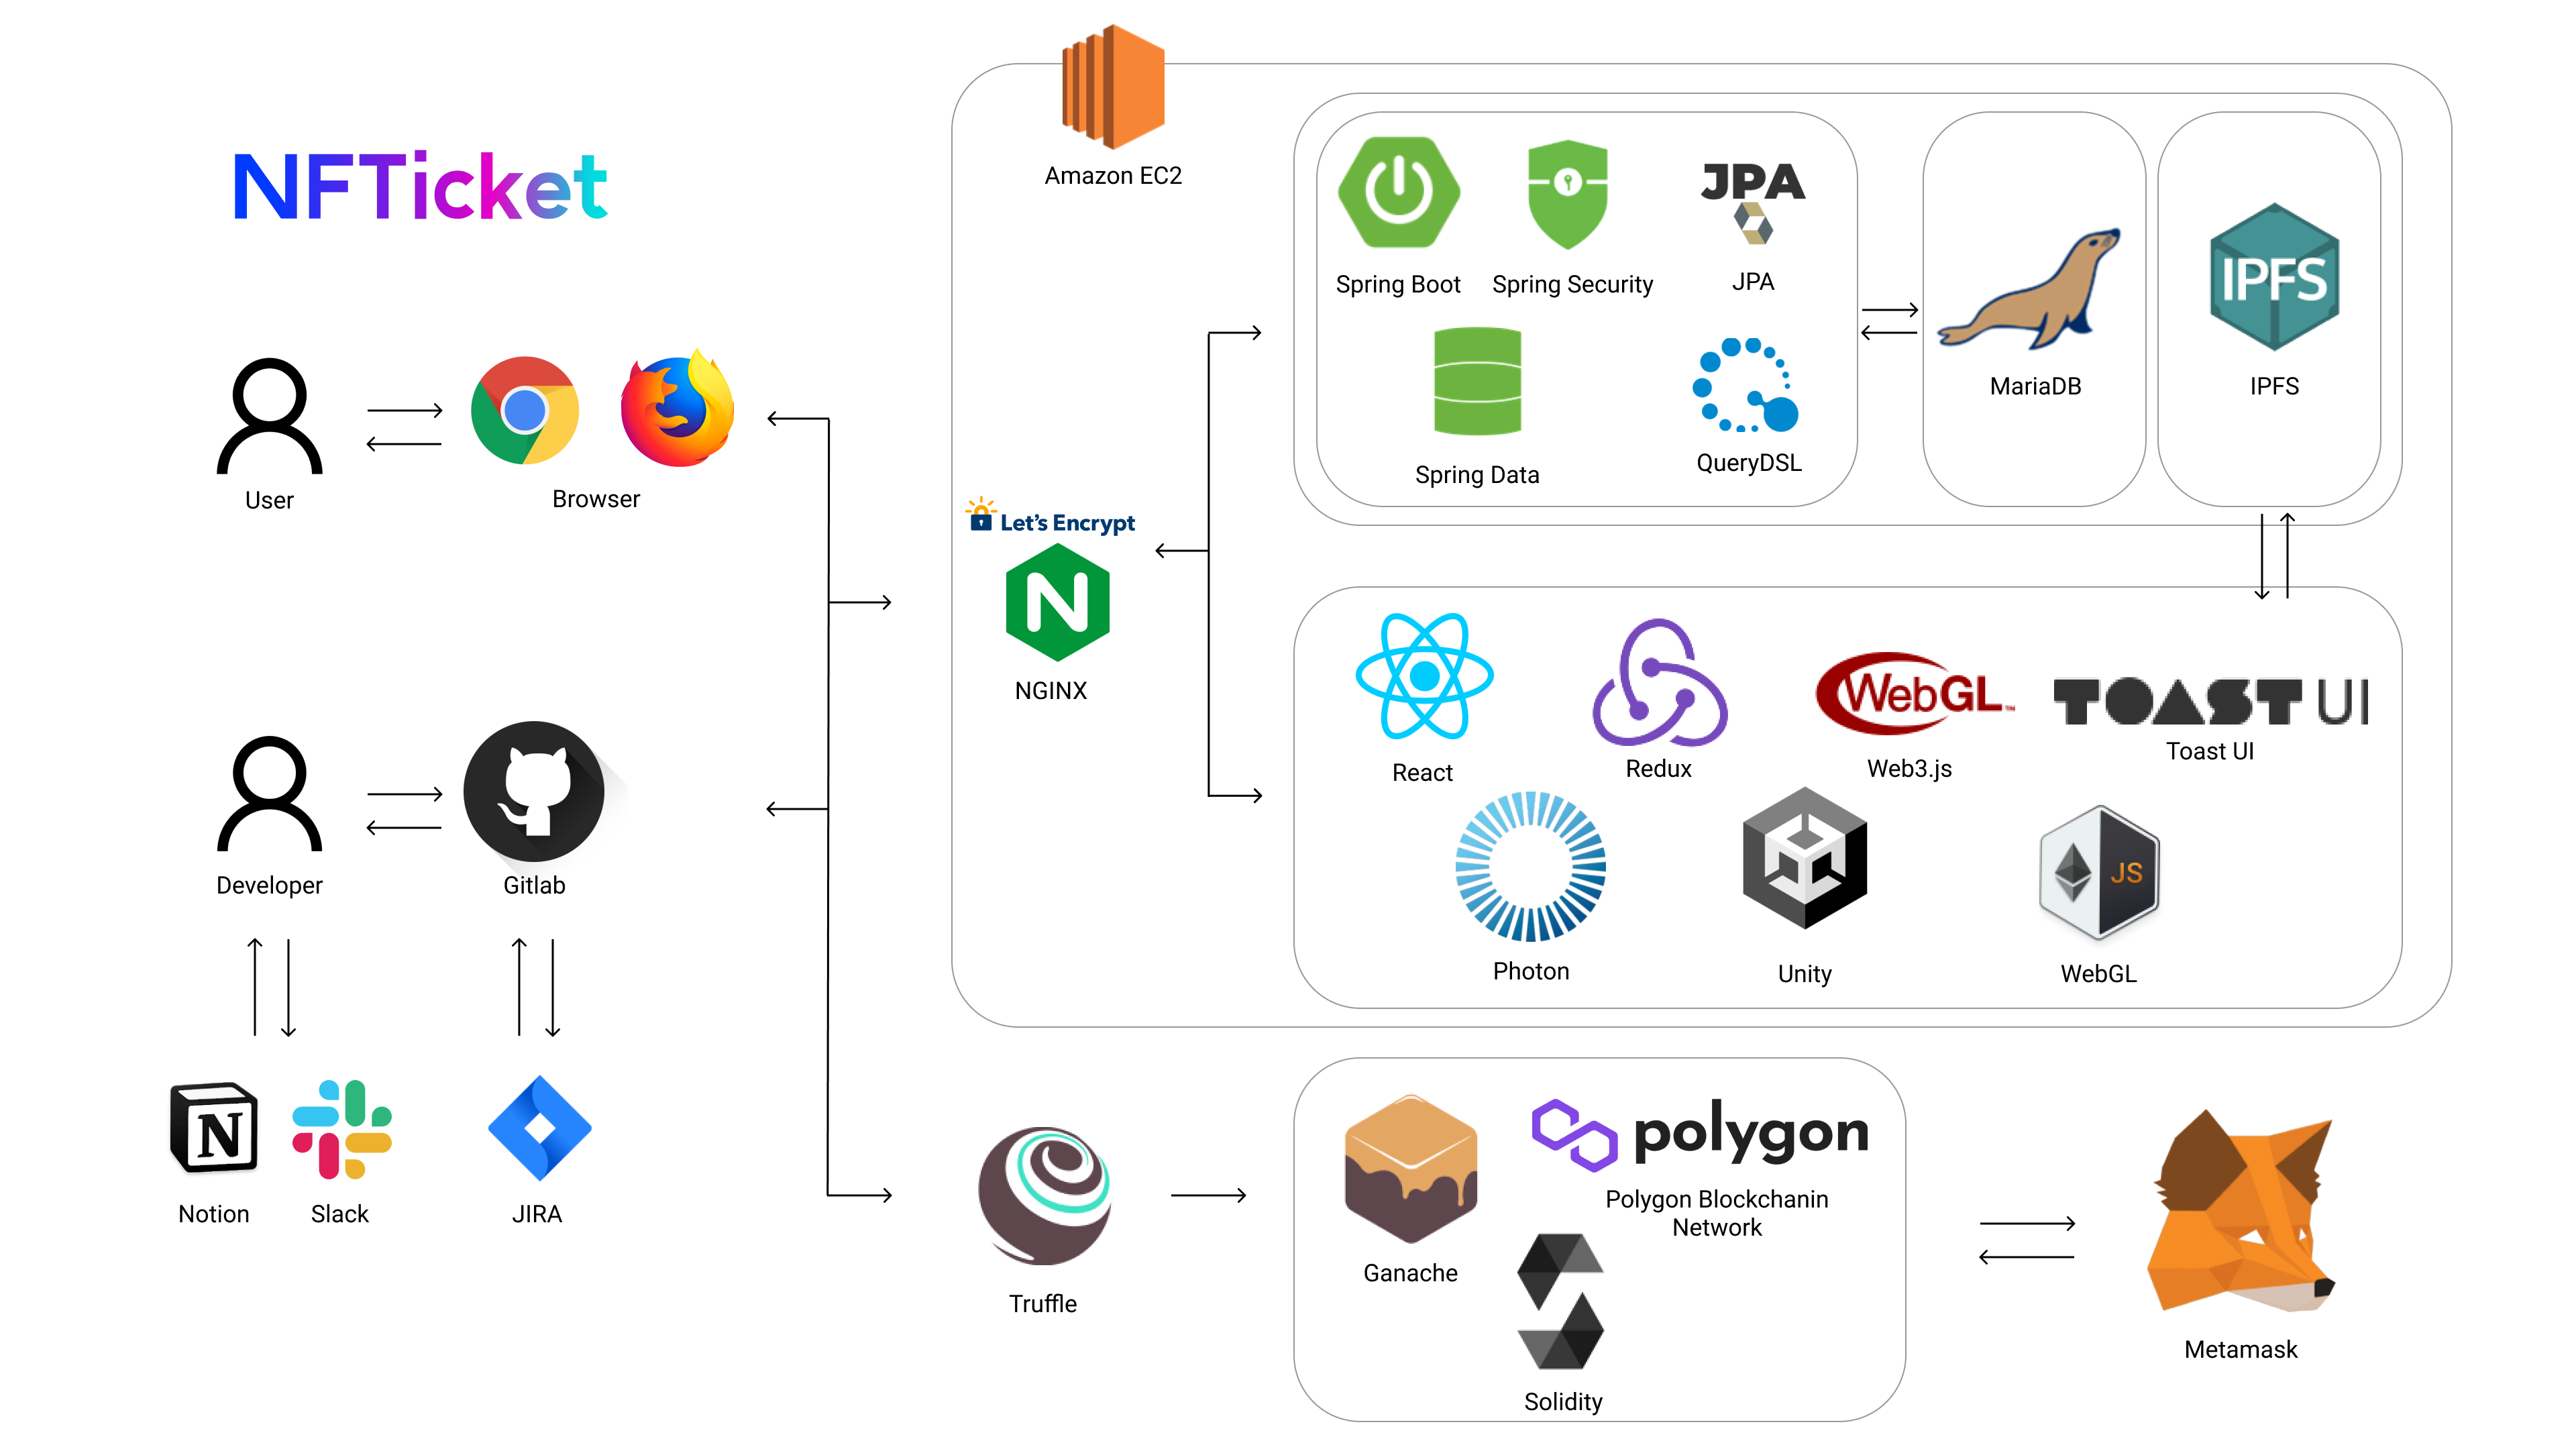 NFTicket
Amazon EC2
JPA
Spring Boot
Spring Security
JPA
Spring Data
QueryDSL
MariaDB
IPFS
IPFS
User
Browser
Let's Encrypt
N
NGINX
React
Redux
WebGL™
Web3.js
TOAST UI
Toast UI
Photon
Unity
JS
WebGL
Developer
Gitlab
N
Notion
Slack
JIRA
Truffle
Ganache
polygon
Polygon Blockchanin
Network
Solidity
Metamask